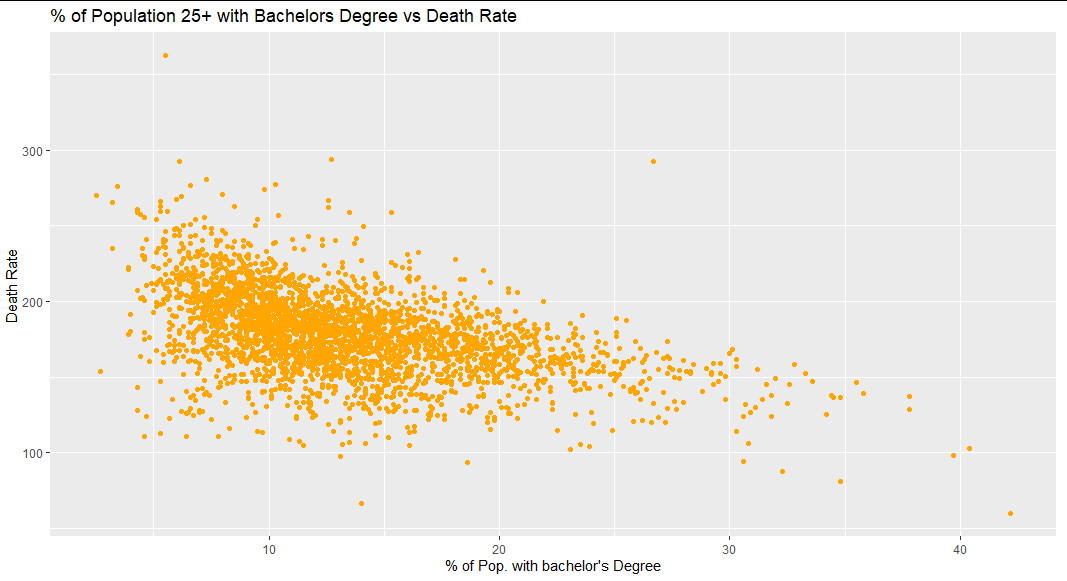 % of Population 25+ with Bachelors Degree vs Death Rate
Death Rate
300
200
100
10 20 30 40
% of Pop. with bachelor's Degree